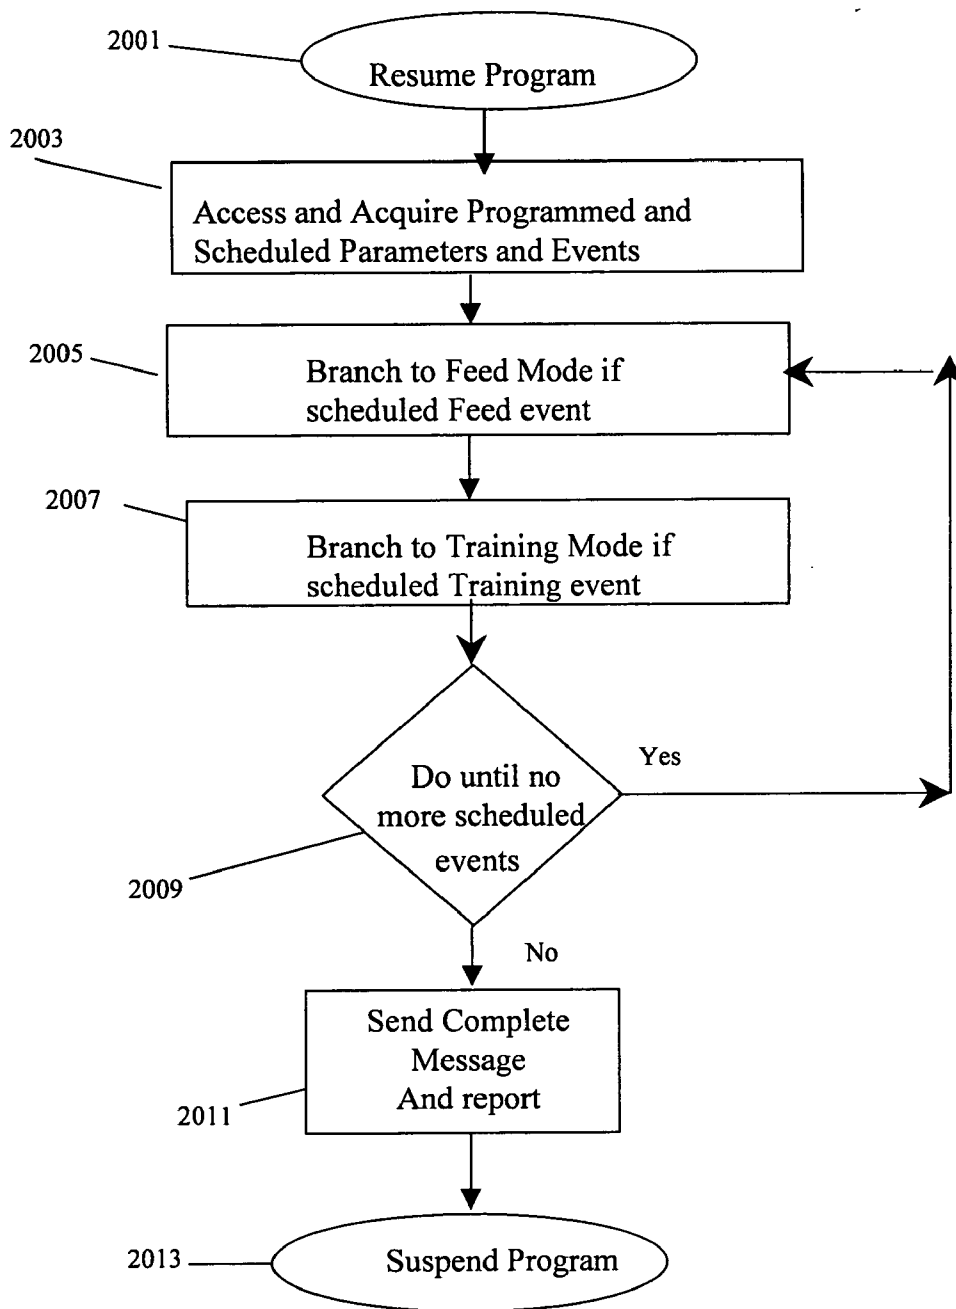 2001
Resume Program
2003
Access and Acquire Programmed and
Scheduled Parameters and Events
2005
Branch to Feed Mode if
scheduled Feed event
2007
Branch to Training Mode if
scheduled Training event
Yes
Do until no
more scheduled
events
2009
No
Send Complete
Message
And report
2011
2013
Suspend Program